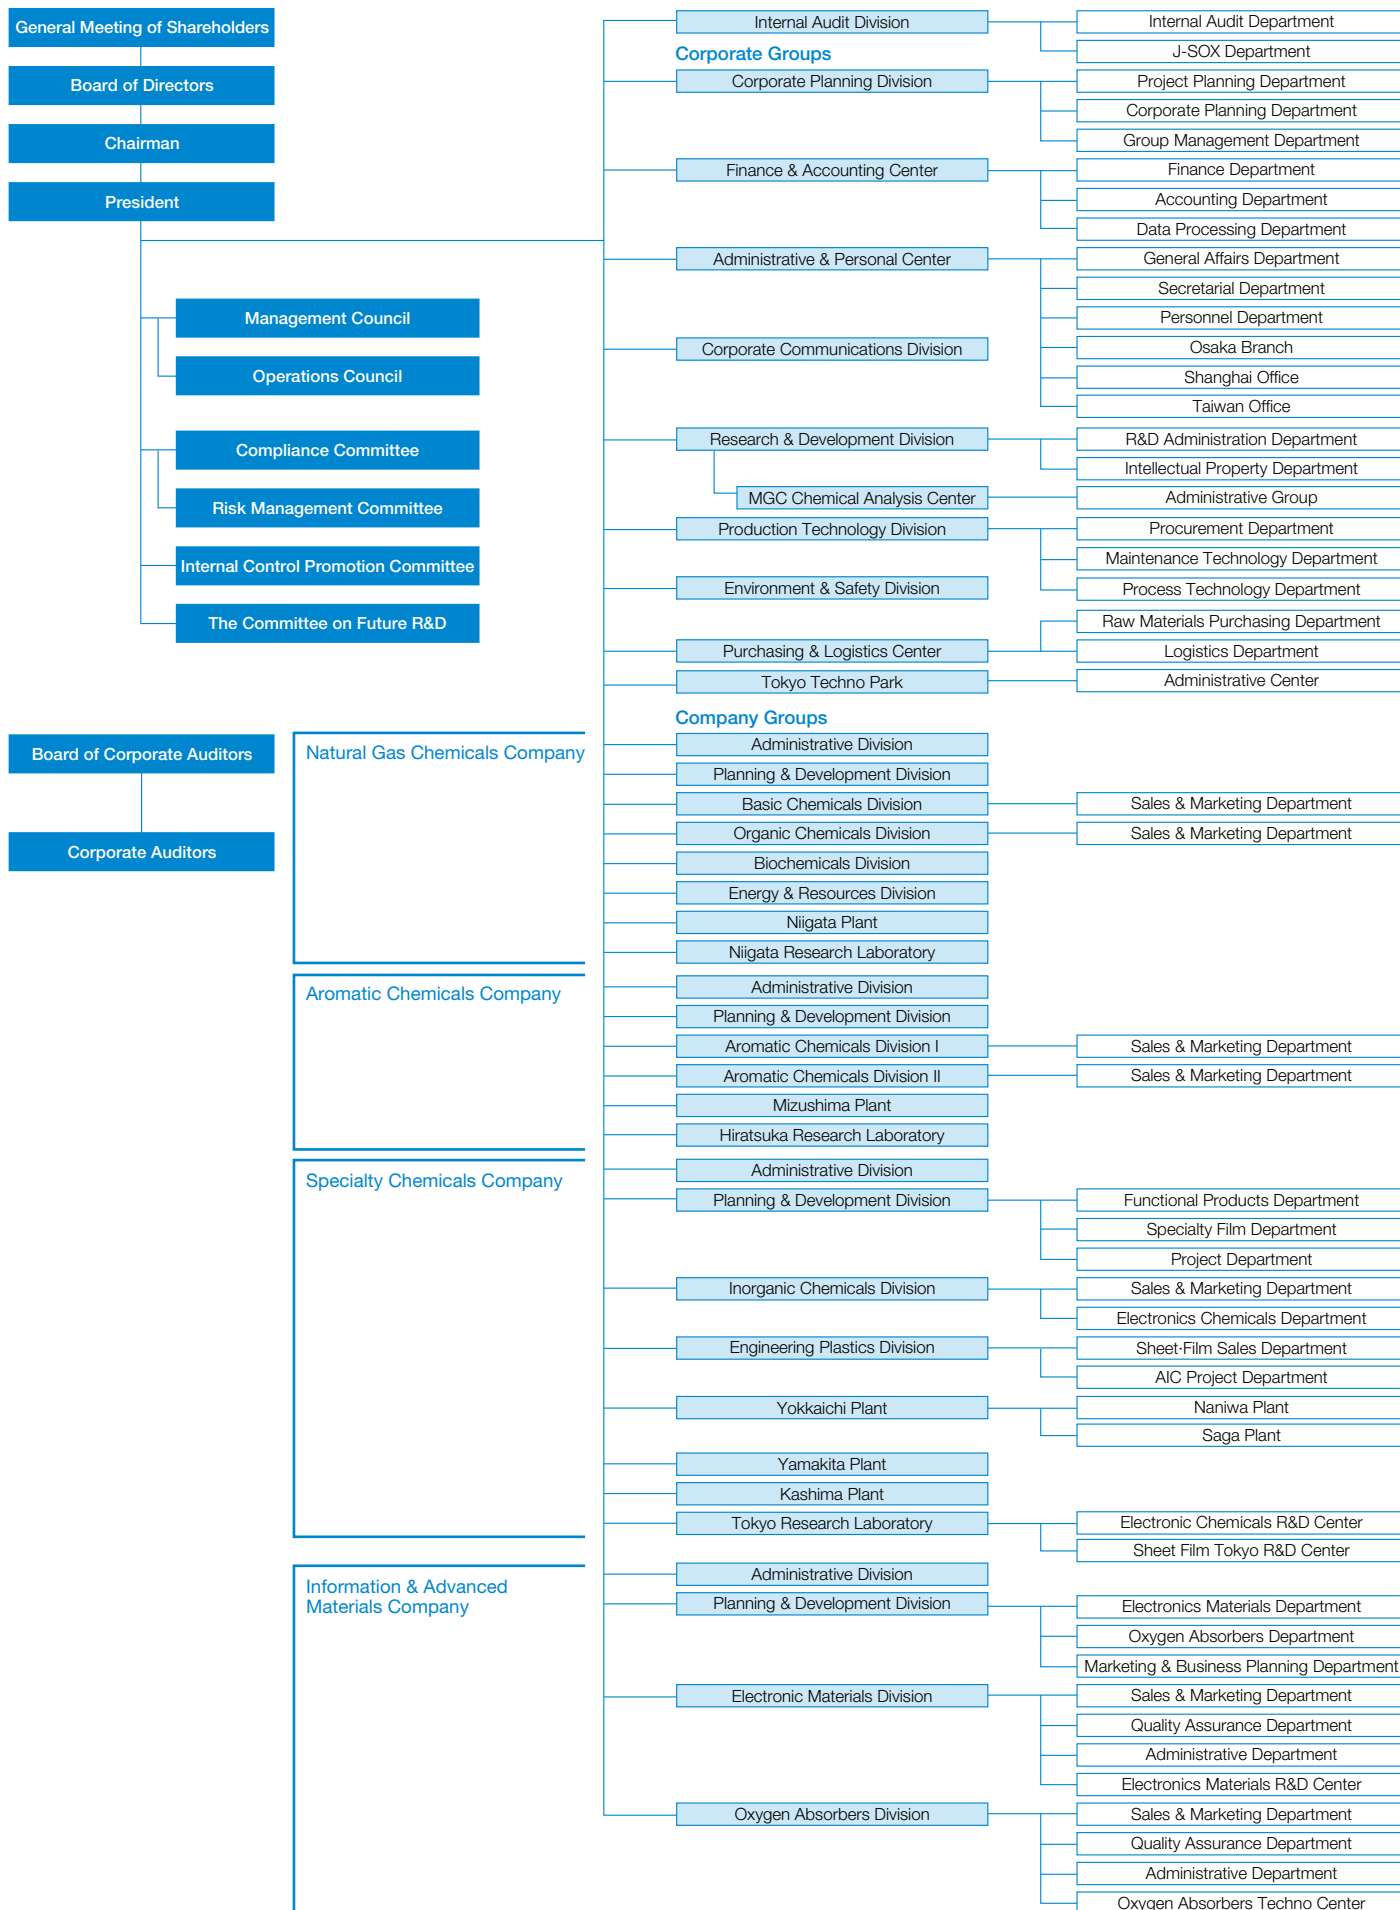 General Meeting of Shareholders
Board of Directors
Chairman
President
Management Council
Operations Council
Compliance Committee
Risk Management Committee
Internal Control Promotion Committee
The Committee on Future R&D
Board of Corporate Auditors
Corporate Auditors
Internal Audit Division
Internal Audit Department
J-SOX Department
Corporate Groups
Corporate Planning Division
Project Planning Department
Corporate Planning Department
Group Management Department
Finance & Accounting Center
Finance Department
Accounting Department
Data Processing Department
Administrative & Personal Center
General Affairs Department
Secretarial Department
Personnel Department
Osaka Branch
Shanghai Office
Taiwan Office
Corporate Communications Division
Research & Development Division
R&D Administration Department
Intellectual Property Department
MGC Chemical Analysis Center
Administrative Group
Production Technology Division
Procurement Department
Maintenance Technology Department
Process Technology Department
Environment & Safety Division
Purchasing & Logistics Center
Raw Materials Purchasing Department
Logistics Department
Tokyo Techno Park
Administrative Center
Company Groups
Natural Gas Chemicals Company
Administrative Division
Planning & Development Division
Basic Chemicals Division
Sales & Marketing Department
Organic Chemicals Division
Sales & Marketing Department
Biochemicals Division
Energy & Resources Division
Niigata Plant
Niigata Research Laboratory
Aromatic Chemicals Company
Administrative Division
Planning & Development Division
Aromatic Chemicals Division I
Sales & Marketing Department
Aromatic Chemicals Division II
Sales & Marketing Department
Mizushima Plant
Hiratsuka Research Laboratory
Specialty Chemicals Company
Administrative Division
Planning & Development Division
Functional Products Department
Specialty Film Department
Project Department
Inorganic Chemicals Division
Sales & Marketing Department
Electronics Chemicals Department
Engineering Plastics Division
Sheet·Film Sales Department
AIC Project Department
Yokkaichi Plant
Naniwa Plant
Saga Plant
Yamakita Plant
Kashima Plant
Tokyo Research Laboratory
Electronic Chemicals R&D Center
Sheet Film Tokyo R&D Center
Information & Advanced
Materials Company
Administrative Division
Planning & Development Division
Electronics Materials Department
Oxygen Absorbers Department
Marketing & Business Planning Department
Electronic Materials Division
Sales & Marketing Department
Quality Assurance Department
Administrative Department
Electronics Materials R&D Center
Oxygen Absorbers Division
Sales & Marketing Department
Quality Assurance Department
Administrative Department
Oxygen Absorbers Techno Center